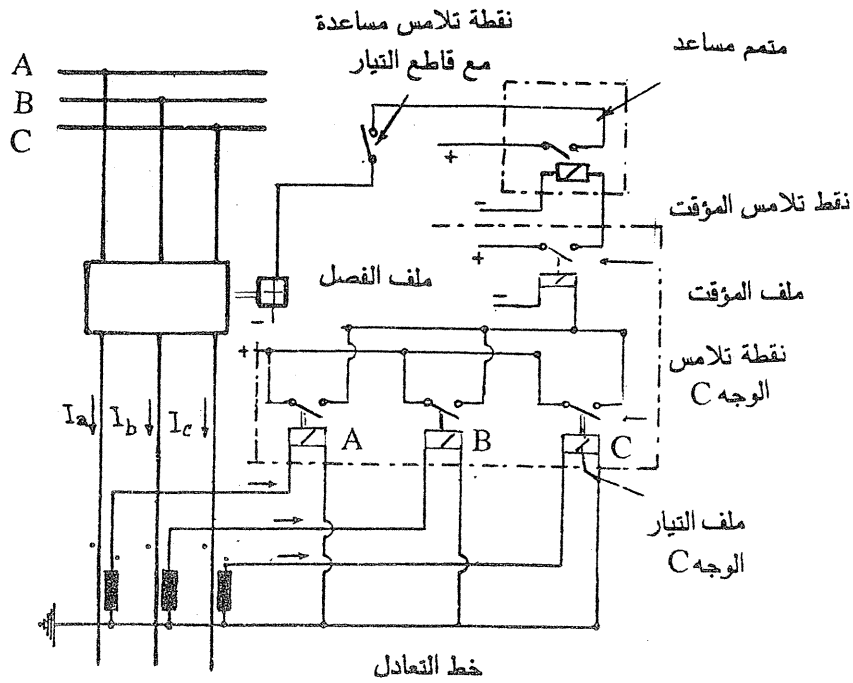 نقطة تلامس مساعدة
مع قاطع التيار
متمم مساعد
A
B
C
+
-
نقط تلامس المؤقت
+
ملف الفصل
-
ملف المؤقت
-
+
نقطة تلامس
الوجه C
Ia
Ib
Ic
A
B
C
ملف التيار
الوجه C
خط التعادل